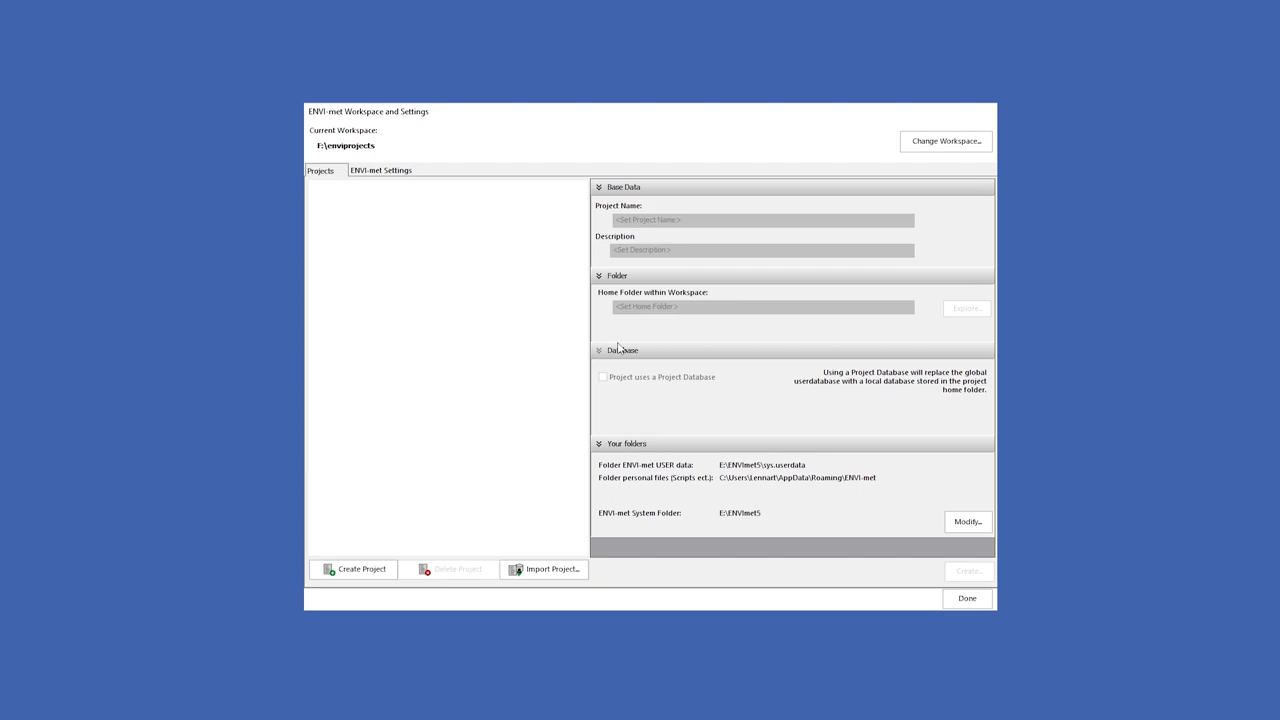 ENVI-met Workspace and Settings
Current Workspace:
F:\enviprojects
Change Workspace...
Projects
ENVI-met Settings
Base Data
Project Name:
<Set Project Name>
Description
<Set Description>
Folder
Home Folder within Workspace:
<Set Home Folder>
Explore...
Database
Project uses a Project Database
Using a Project Database will replace the global
userdatabase with a local database stored in the project
home folder.
Your folders
Folder ENVI-met USER data: E:\ENVImet5\sys.userdata
Folder personal files (Scripts ect.): C:\Users\Lennart\AppData\Roaming\ENVI-met
ENVI-met System Folder: E:\ENVImet5
Modify...
Create Project
Delete Project
Import Project...
Create...
Done